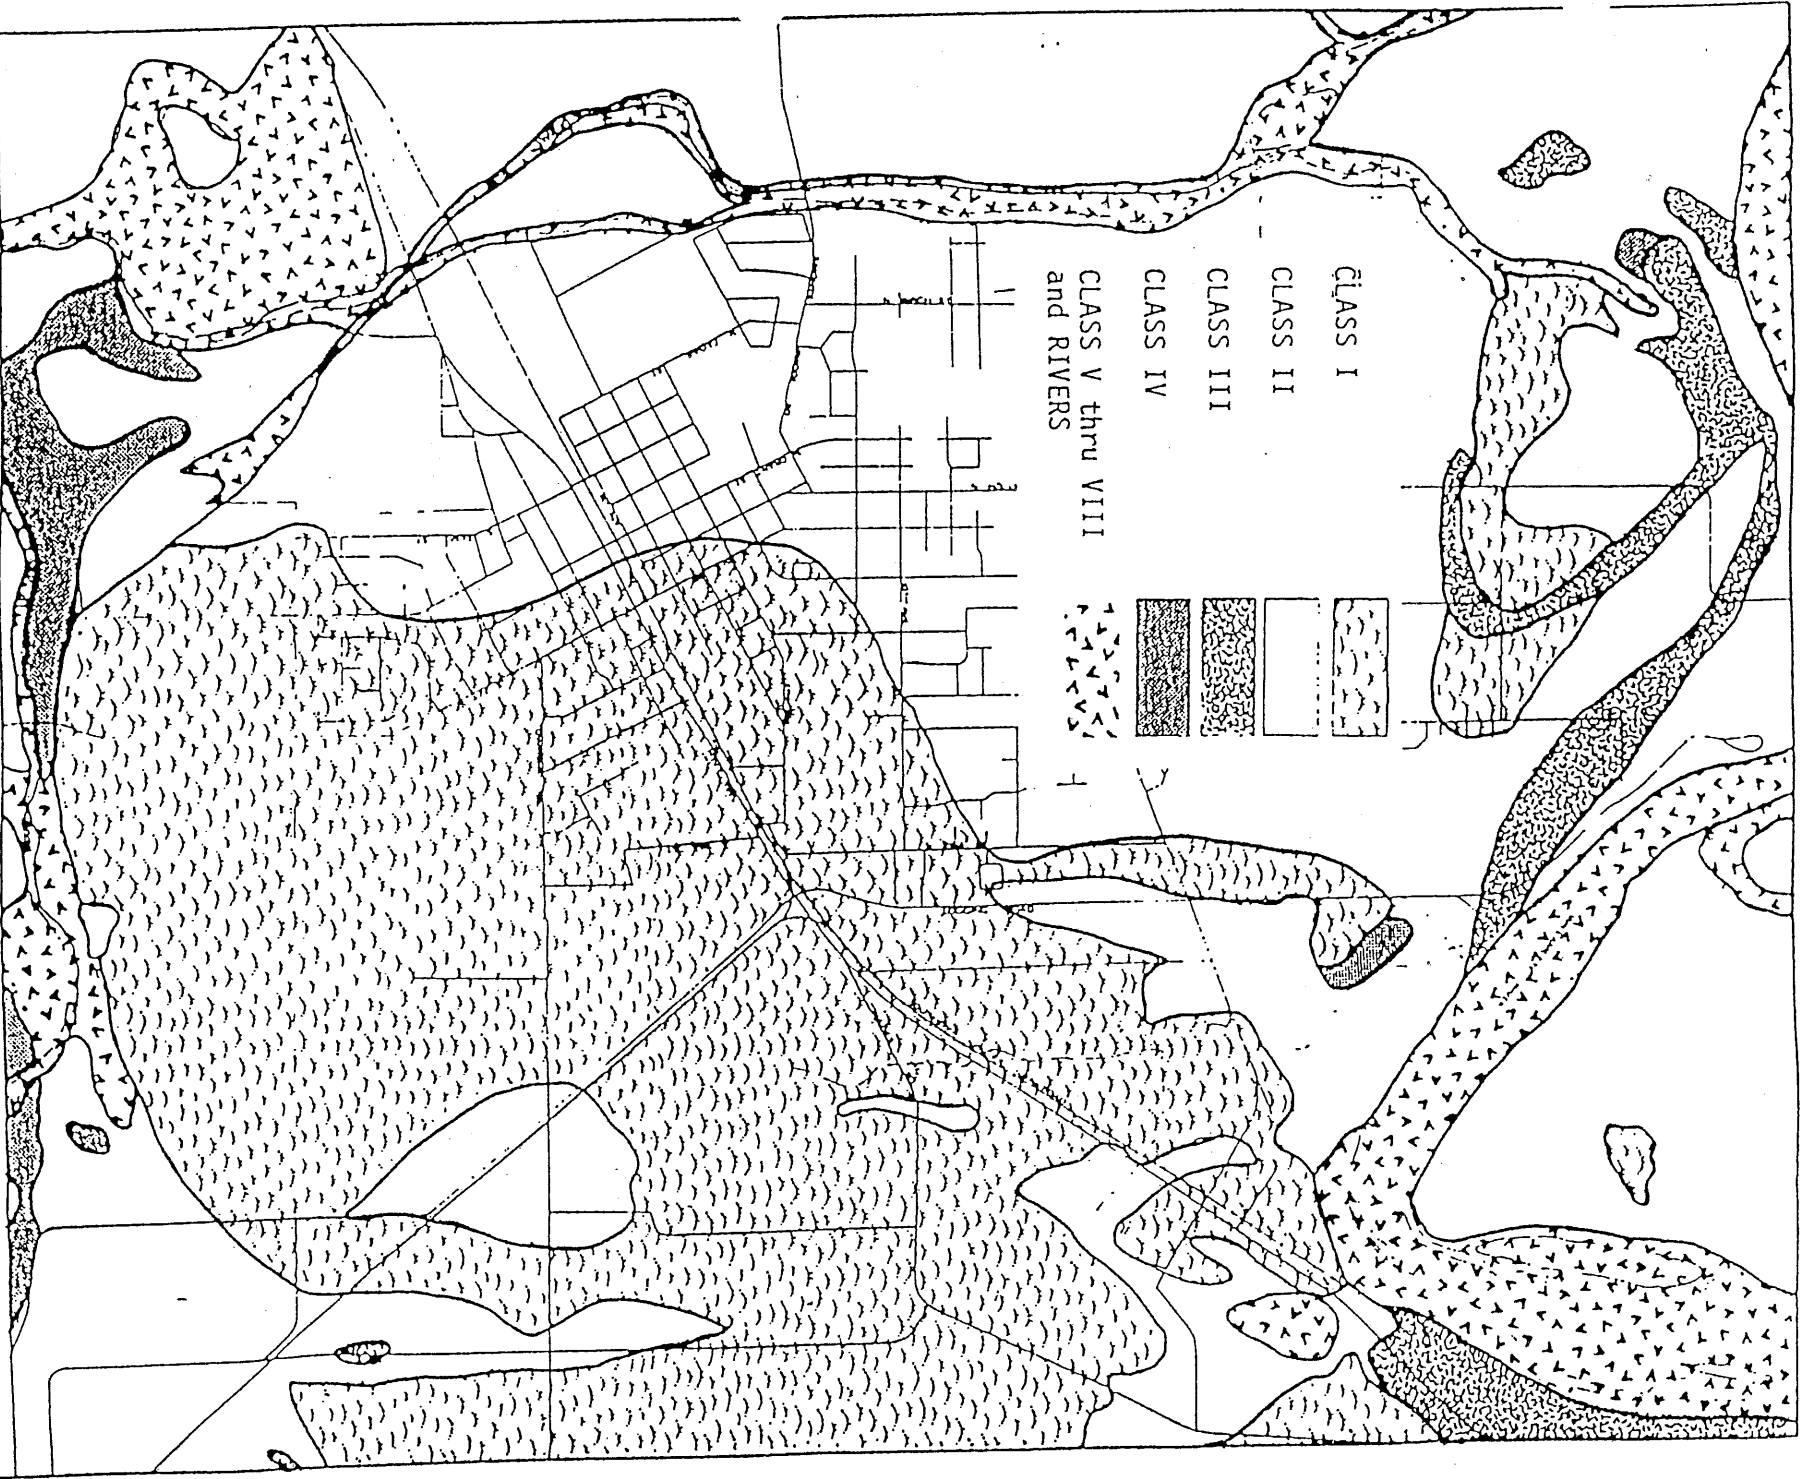 CLASS I
CLASS II
CLASS III
CLASS IV
CLASS V thru VIII
and RIVERS